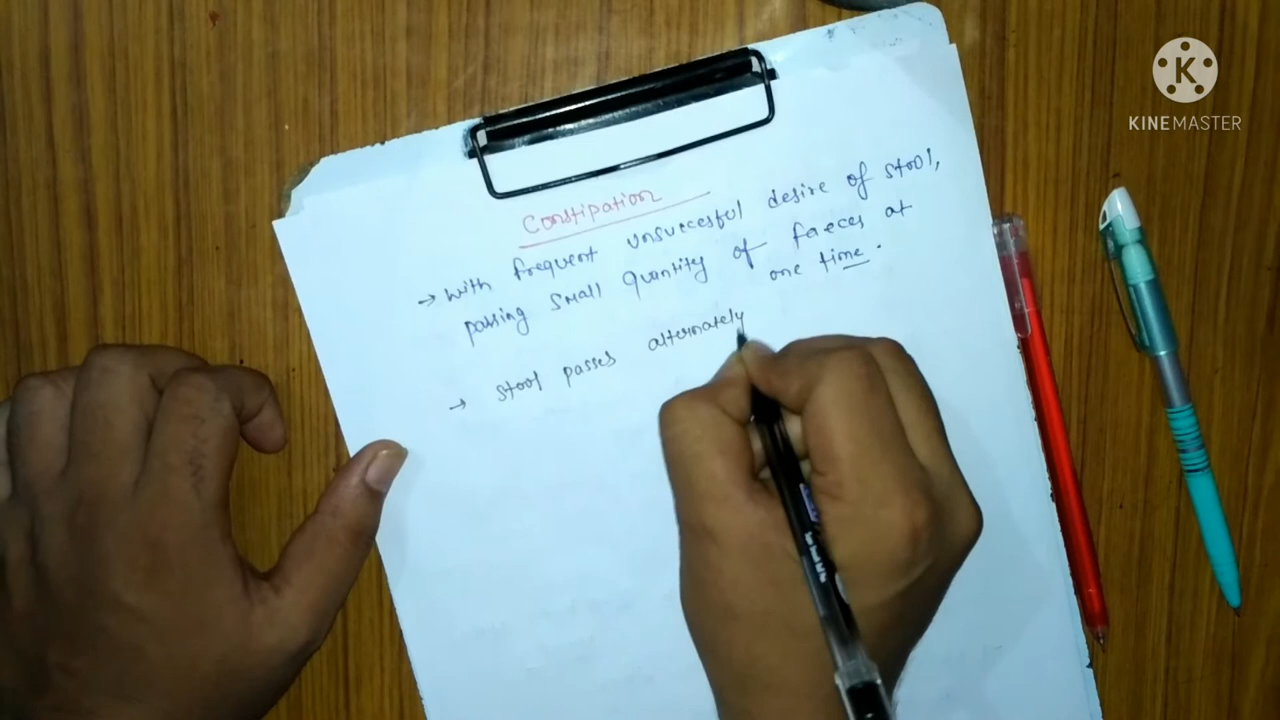 KINEMASTER
Constipation
→ With frequent unsuccesful desire of stool,
passing small quantity of faeces at
one time.
→ stool passes alternately